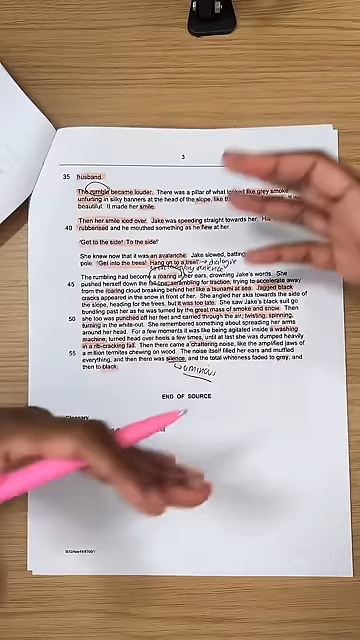 3
35 husband.
The rumble became louder. There was a pillar of what looked like grey smoke
unfurling in silky banners at the head of the slope, like th
beautiful. It made her smile.
Then her smile iced over. Jake was speeding straight towards her. His
40 rubberised and he mouthed something as he flew at her.
'Get to the side! To the side!'
She knew now that it was an avalanche. Jake slowed, batting
pole. 'Get into the trees! Hang on to a tree!' → dialogue
The rumbling had become a roaring in her ears, drowning Jake's words. She
45 pushed herself down the fall line, scrambling for traction, trying to accelerate away
from the roaring cloud breaking behind her like a tsunami at sea. Jagged black
cracks appeared in the snow in front of her. She angled her skis towards the side
of the slope, heading for the trees, but it was too late. She saw Jake's black suit go
bundling past her as he was turned by the great mass of smoke and snow. Then
50 she too was punched off her feet and carried through the air, twisting, spinning,
turning in the white-out. She remembered something about spreading her arms
around her head. For a few moments it was like being agitated inside a washing
machine, turned head over heels a few times, until at last she was dumped heavily
in a rib-cracking fall. Then there came a chattering noise, like the amplified jaws of
55 a million termites chewing on wood. The noise itself filled her ears and muffled
everything, and then there was silence, and the total whiteness faded to grey, and
then to black.
ominous
END OF SOURCE
Glossary